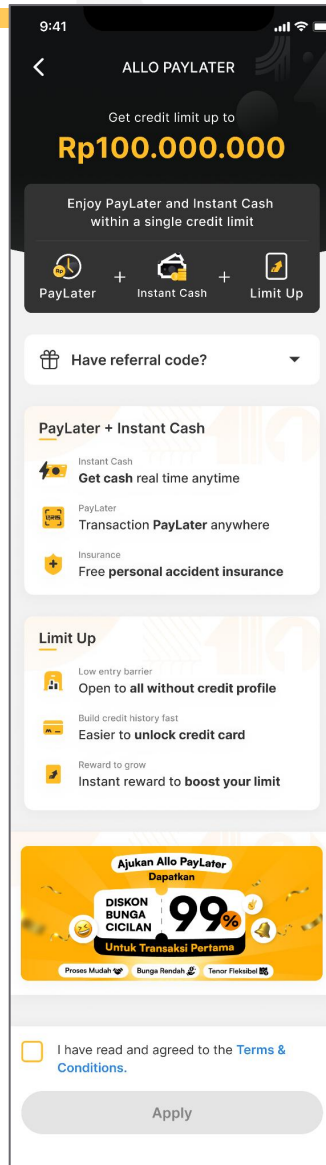 9:41
ALLO PAYLATER
Get credit limit up to
Rp100.000.000
Enjoy PayLater and Instant Cash
within a single credit limit
Rp
PayLater + Instant Cash + Limit Up
Have referral code?
PayLater + Instant Cash
Instant Cash
Get cash real time anytime
PayLater
Transaction PayLater anywhere
Insurance
Free personal accident insurance
Limit Up
Low entry barrier
Open to all without credit profile
Build credit history fast
Easier to unlock credit card
Reward to grow
Instant reward to boost your limit
Ajukan Allo PayLater
Dapatkan
DISKON
BUNGA
CICILAN
99%
Untuk Transaksi Pertama
Proses Mudah Bunga Rendah Tenor Fleksibel
I have read and agreed to the Terms &
Conditions.
Apply